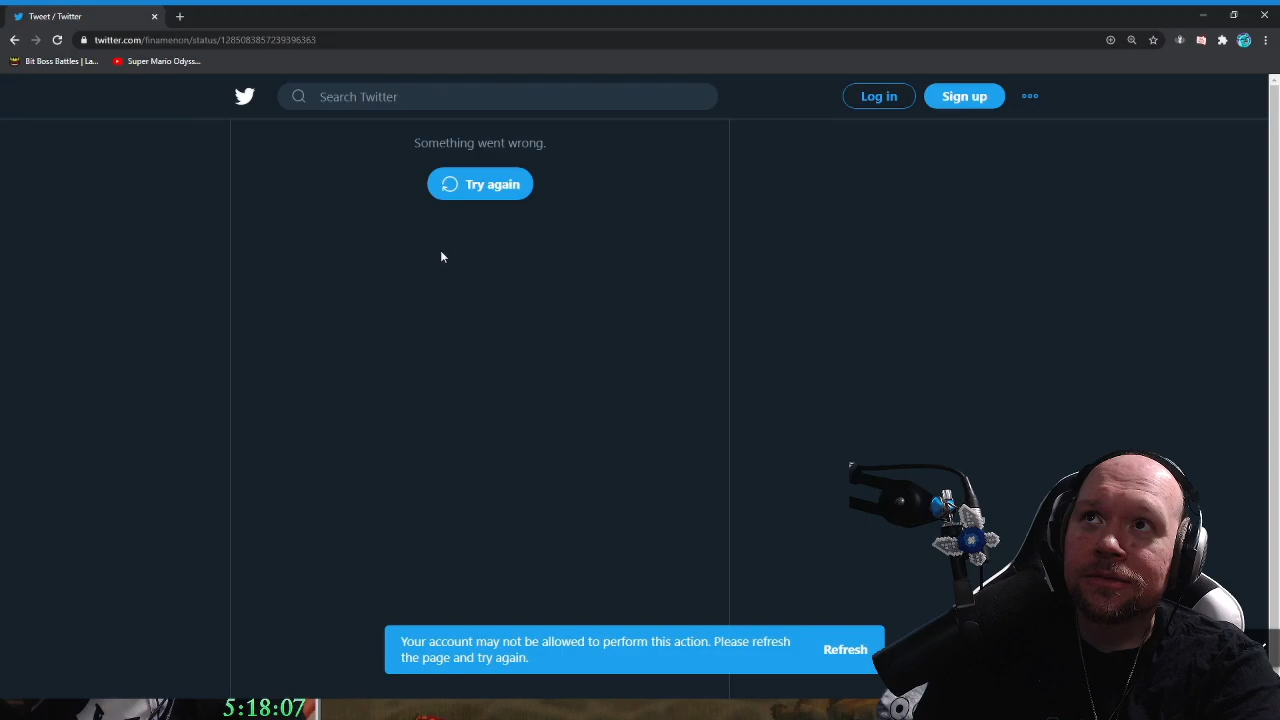 Tweet / Twitter
twitter.com/finamenon/status/1285083857239396363
Bit Boss Battles | La...
Super Mario Odyss...
Search Twitter
Log in
Sign up
Something went wrong.
Try again
Your account may not be allowed to perform this action. Please refresh
the page and try again.
Refresh
5:18:07